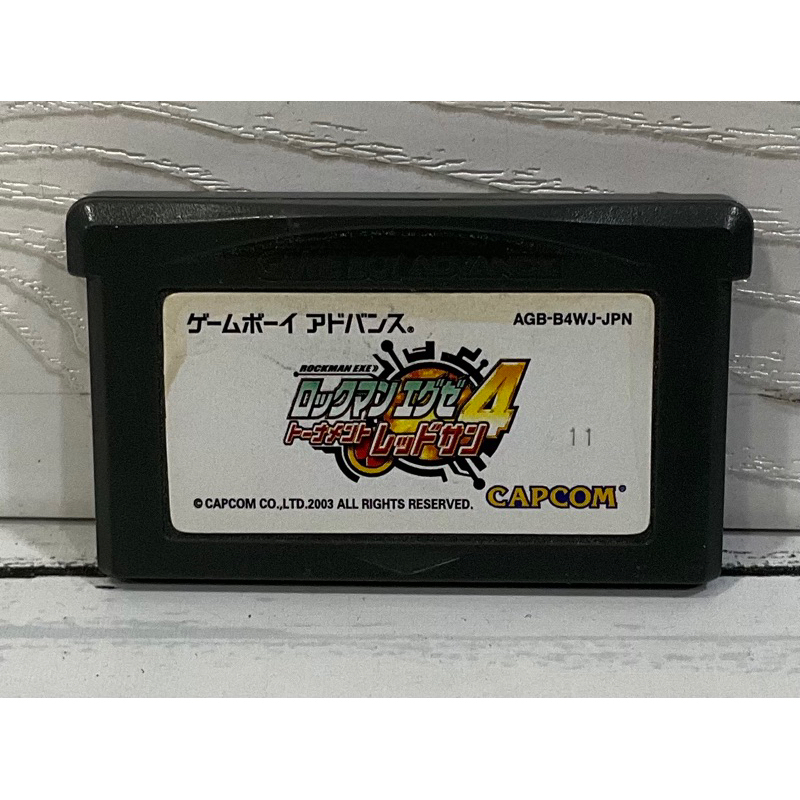 GAME BOY ADVANCE
ゲームボーイ アドバンス® AGB-B4WJ-JPN
ROCKMAN EXE
ロックマン エグゼ 4
トーナメント レッドサン
11
© CAPCOM CO.,LTD.2003 ALL RIGHTS RESERVED. CAPCOM®